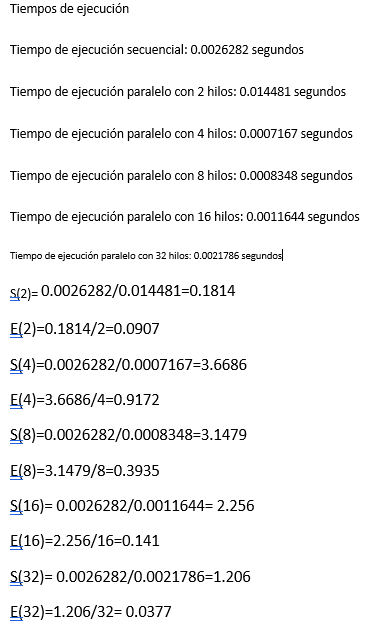 Tiempos de ejecución
Tiempo de ejecución secuencial: 0.0026282 segundos
Tiempo de ejecución paralelo con 2 hilos: 0.014481 segundos
Tiempo de ejecución paralelo con 4 hilos: 0.0007167 segundos
Tiempo de ejecución paralelo con 8 hilos: 0.0008348 segundos
Tiempo de ejecución paralelo con 16 hilos: 0.0011644 segundos
Tiempo de ejecución paralelo con 32 hilos: 0.0021786 segundos
S(2)= 0.0026282/0.014481=0.1814
E(2)=0.1814/2=0.0907
S(4)=0.0026282/0.0007167=3.6686
E(4)=3.6686/4=0.9172
S(8)=0.0026282/0.0008348=3.1479
E(8)=3.1479/8=0.3935
S(16)= 0.0026282/0.0011644= 2.256
E(16)=2.256/16=0.141
S(32)= 0.0026282/0.0021786=1.206
E(32)=1.206/32= 0.0377